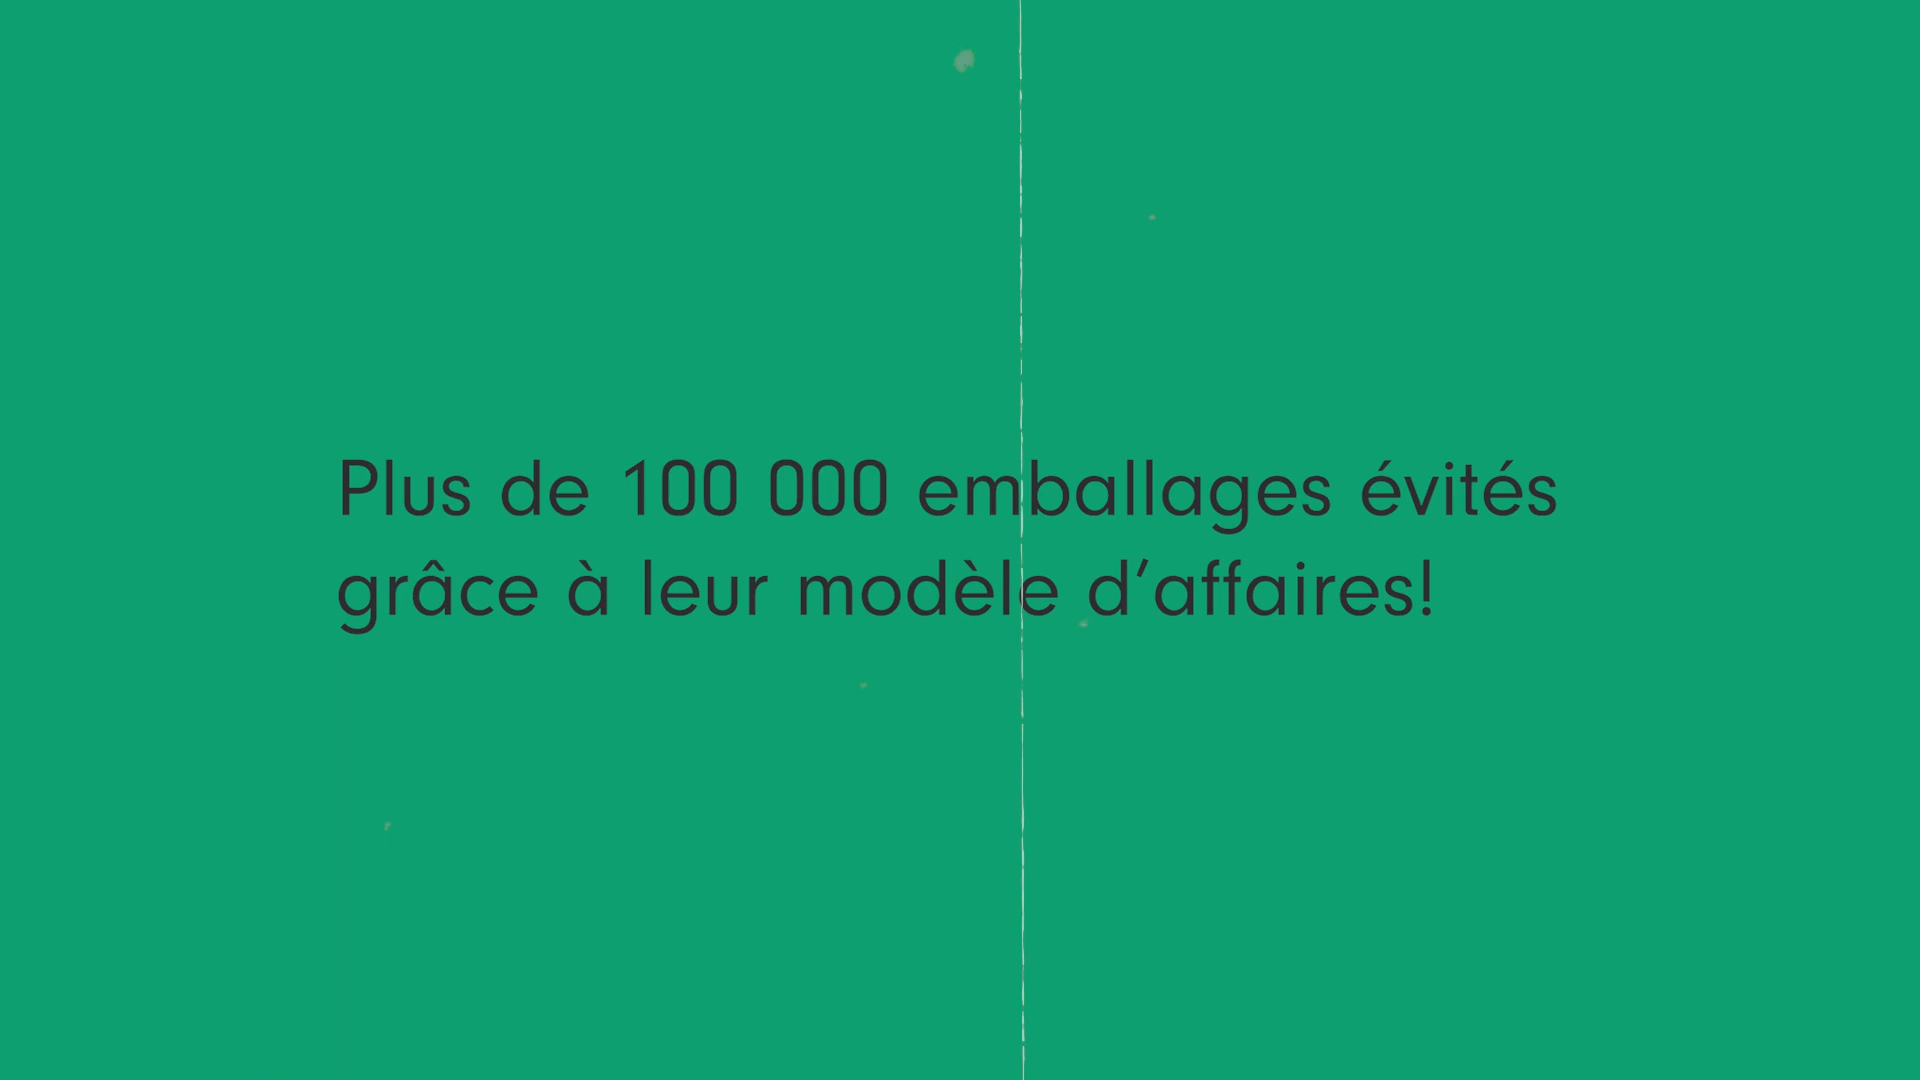 Plus de 100 000 emballages évités
grâce à leur modèle d’affaires!